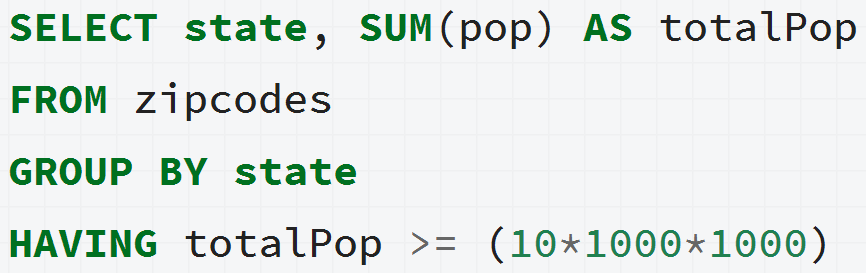 SELECT state, SUM(pop) AS totalPop
FROM zipcodes
GROUP BY state
HAVING totalPop >= (10*1000*1000)